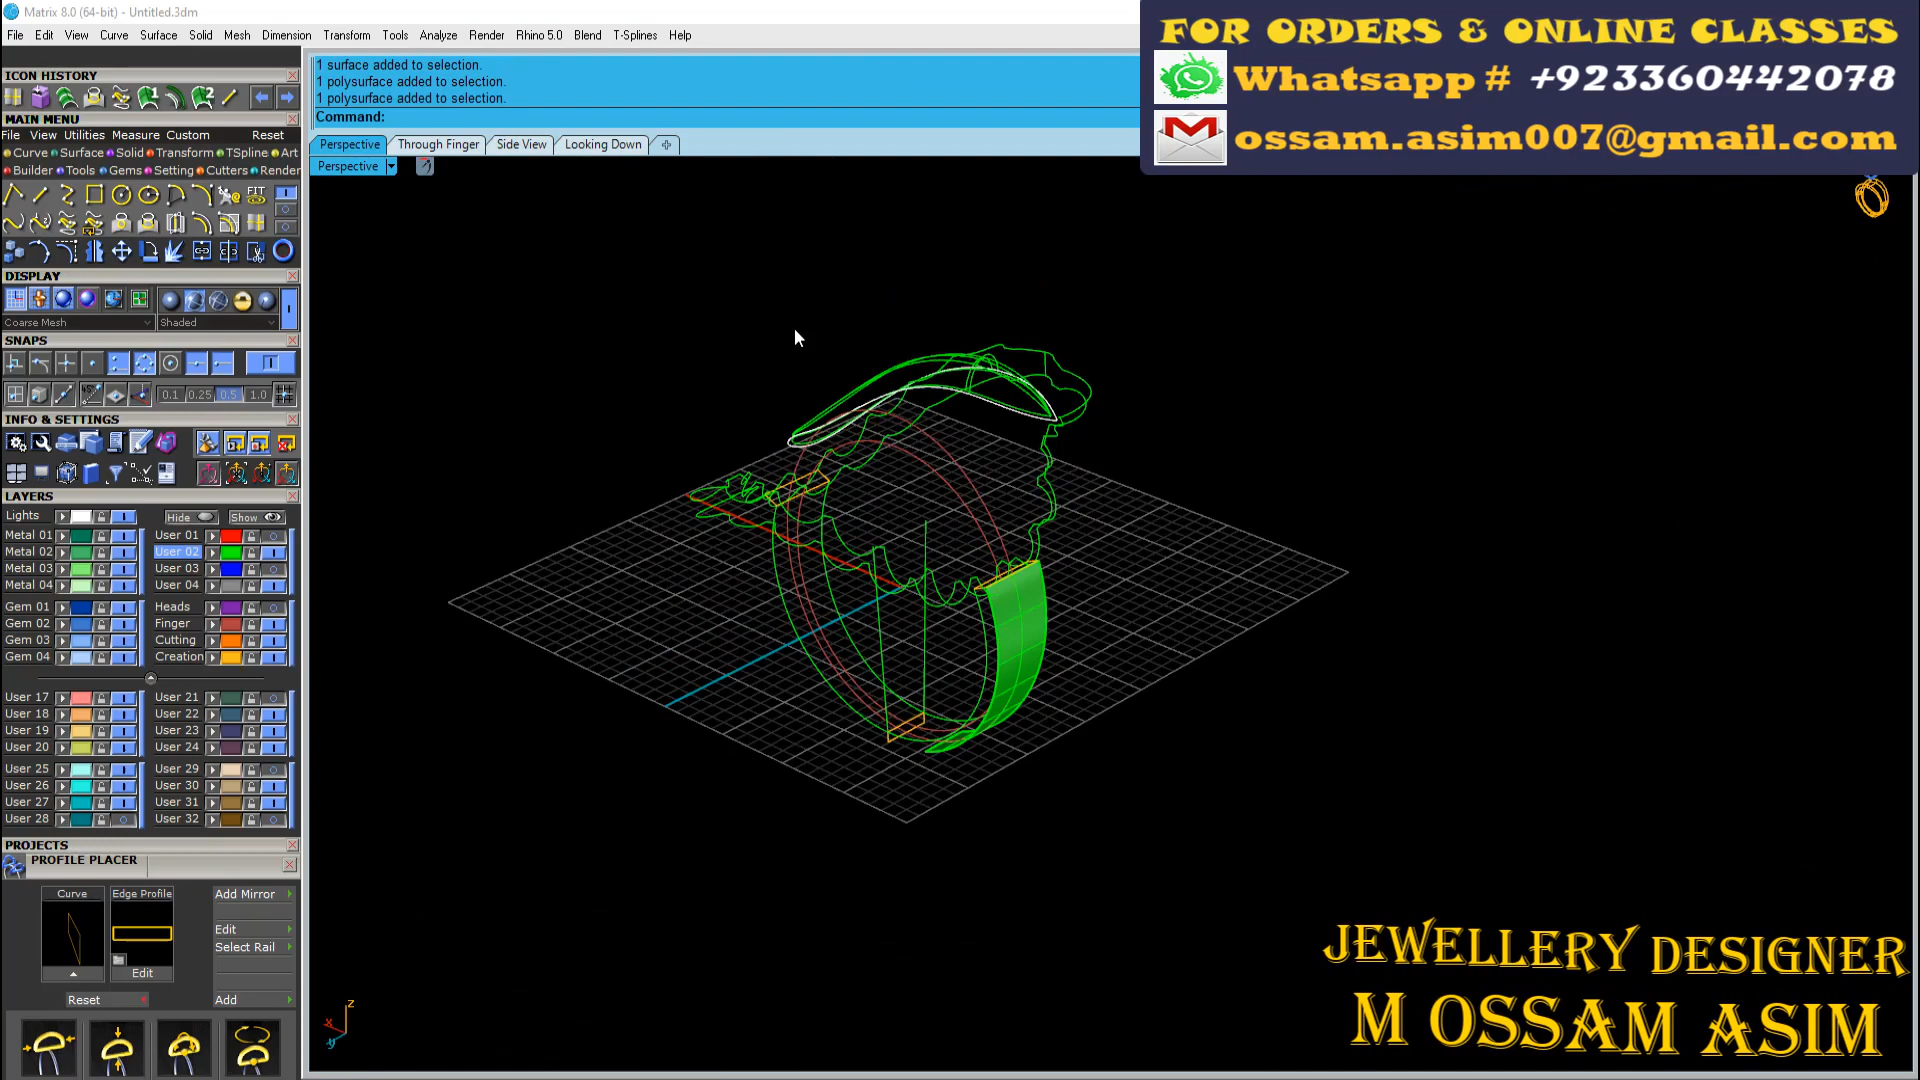 Matrix 8.0 (64-bit) - Untitled.3dm
File Edit View Curve Surface Solid Mesh Dimension Transform Tools Analyze Render Rhino 5.0 Blend T-Splines Help
FOR ORDERS & ONLINE CLASSES
Whatsapp # +923360442078
ossam.asim007@gmail.com
1 surface added to selection.
1 polysurface added to selection.
1 polysurface added to selection.
Command:
Perspective Through Finger Side View Looking Down
Perspective
ICON HISTORY
MAIN MENU
File View Utilities Measure Custom Reset
Curve Surface Solid Transform TSpline Art
Builder Tools Gems Setting Cutters Render
FIT
DISPLAY
Coarse Mesh Shaded
SNAPS
0.1 0.25 0.5 1.0
INFO & SETTINGS
LAYERS
Lights Hide Show
Metal 01 User 01
Metal 02 User 02
Metal 03 User 03
Metal 04 User 04
Gem 01 Heads
Gem 02 Finger
Gem 03 Cutting
Gem 04 Creation
User 17 User 21
User 18 User 22
User 19 User 23
User 20 User 24
User 25 User 29
User 26 User 30
User 27 User 31
User 28 User 32
PROJECTS
PROFILE PLACER
Curve Edge Profile Add Mirror
Edit
Select Rail
Edit
Reset Add
z
x
y
JEWELLERY DESIGNER
M OSSAM ASIM